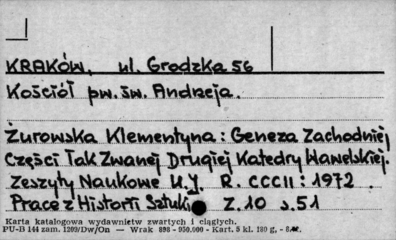 KRAKÓW, ul. Grodzka 56
Kościół pw. św. Andrzeja.
Żurowska Klementyna: Geneza Zachodniej
Części Tak Zwanej Drugiej Katedry Wawelskiej.
Zeszyty Naukowe U.J. R. CCCII: 1972
Prace z Historii Sztuki Z. 10 s. 51
Karta katalogowa wydawnictw zwartych i ciągłych.
PU-B 144 zam. 1209/Dw/On — Wrak 898 - 950.000 - Kart. 3 kl. 180 g,